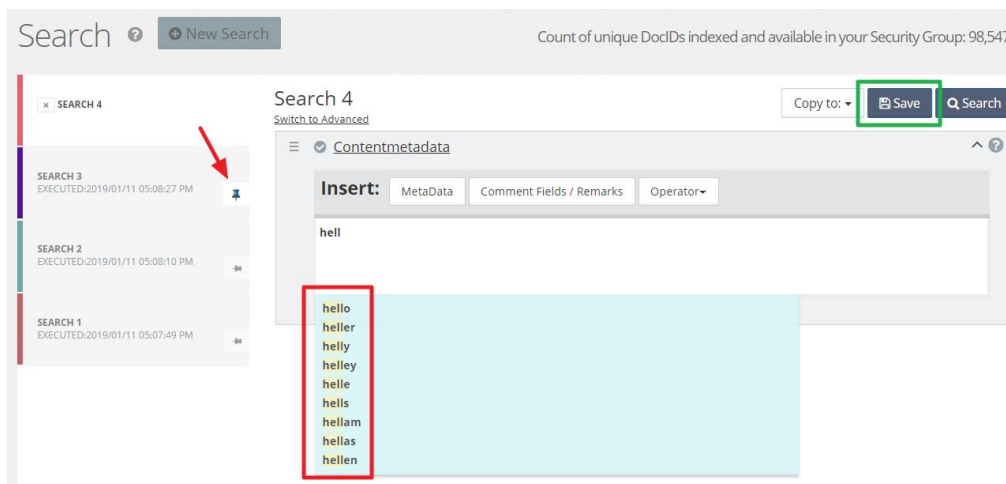 Search ? New Search
Count of unique DocIDs indexed and available in your Security Group: 98,547
x SEARCH 4
SEARCH 3
EXECUTED:2019/01/11 05:08:27 PM
SEARCH 2
EXECUTED:2019/01/11 05:08:10 PM
SEARCH 1
EXECUTED:2019/01/11 05:07:49 PM
Search 4
Switch to Advanced
Copy to: Save Search
Contentmetadata ?
Insert: MetaData Comment Fields / Remarks Operator
hell
hello
heller
helly
helley
helle
hells
hellam
hellas
hellen